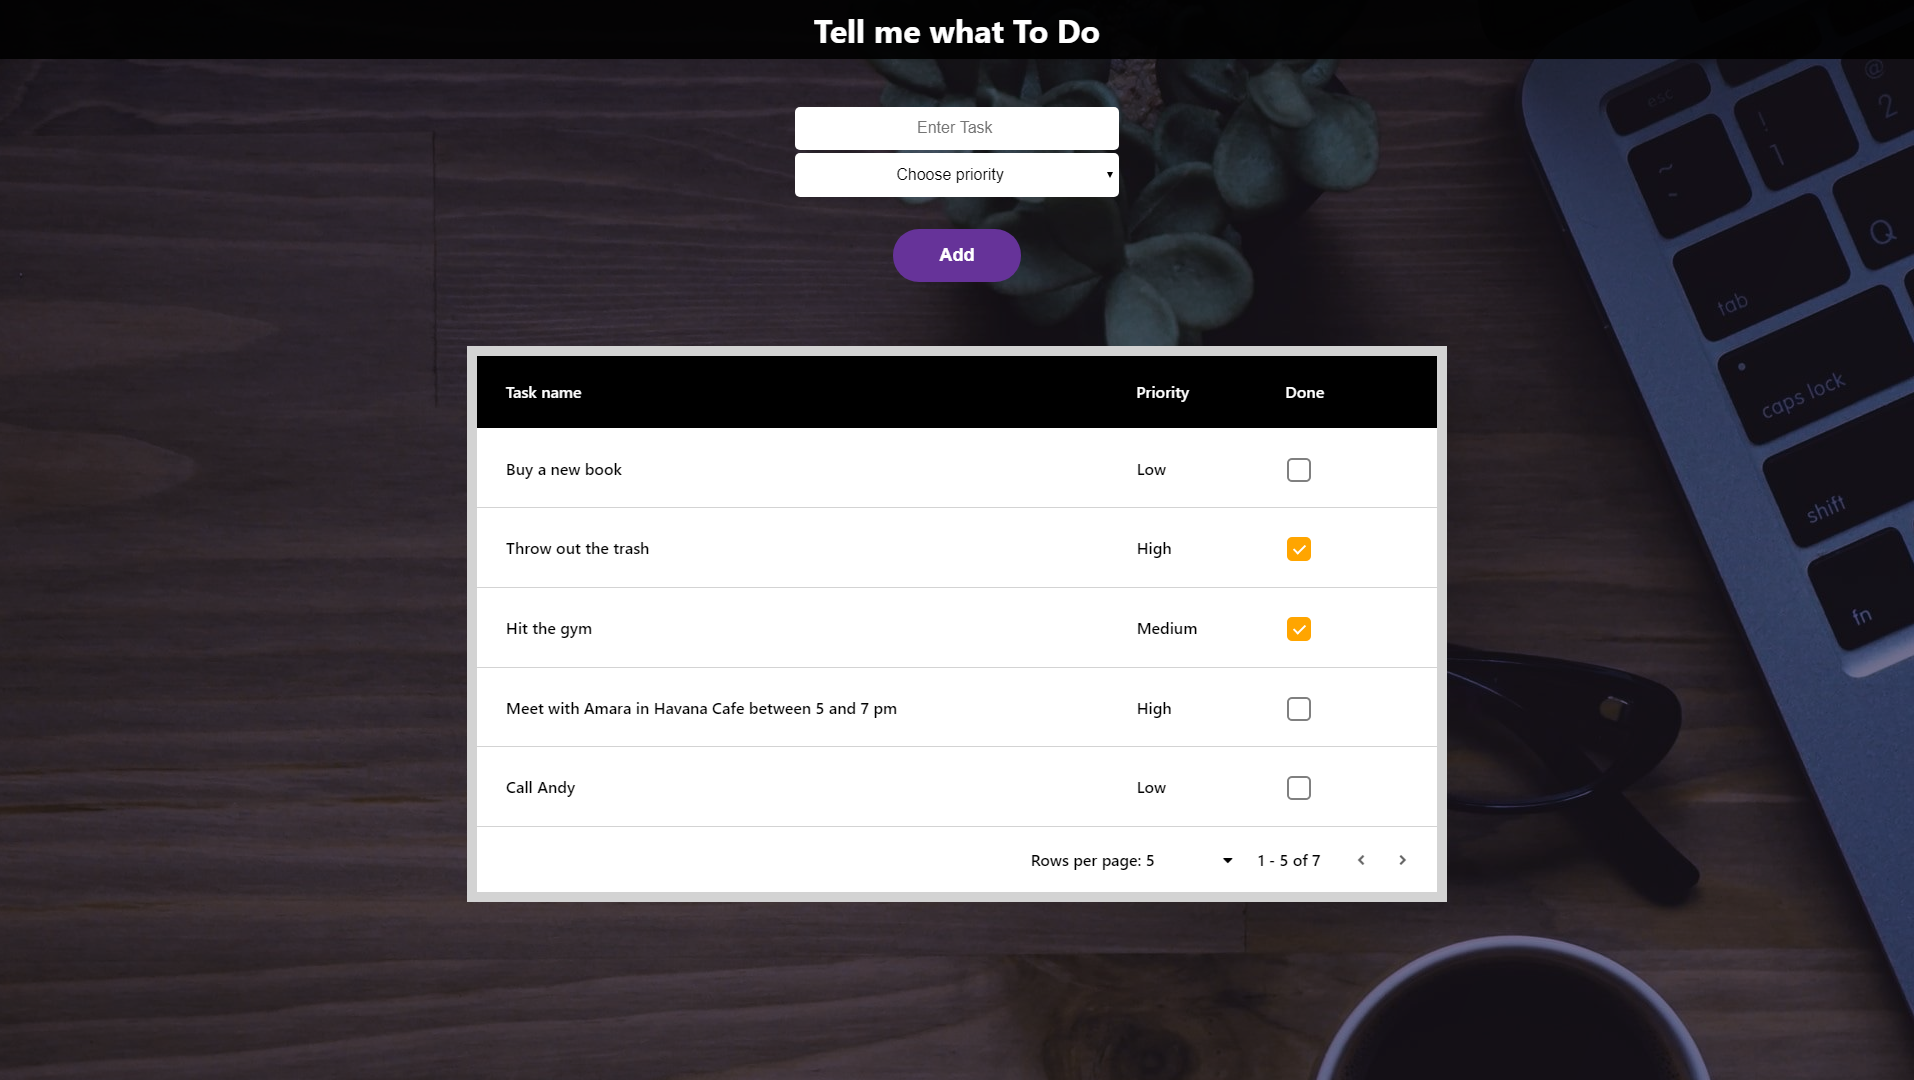 Tell me what To Do
Enter Task
Choose priority
Add
Task name Priority Done
Buy a new book Low
Throw out the trash High
Hit the gym Medium
Meet with Amara in Havana Cafe between 5 and 7 pm High
Call Andy Low
Rows per page: 5 1 - 5 of 7
esc
! 1
@ 2
~
Q
tab
caps lock
shift
fn